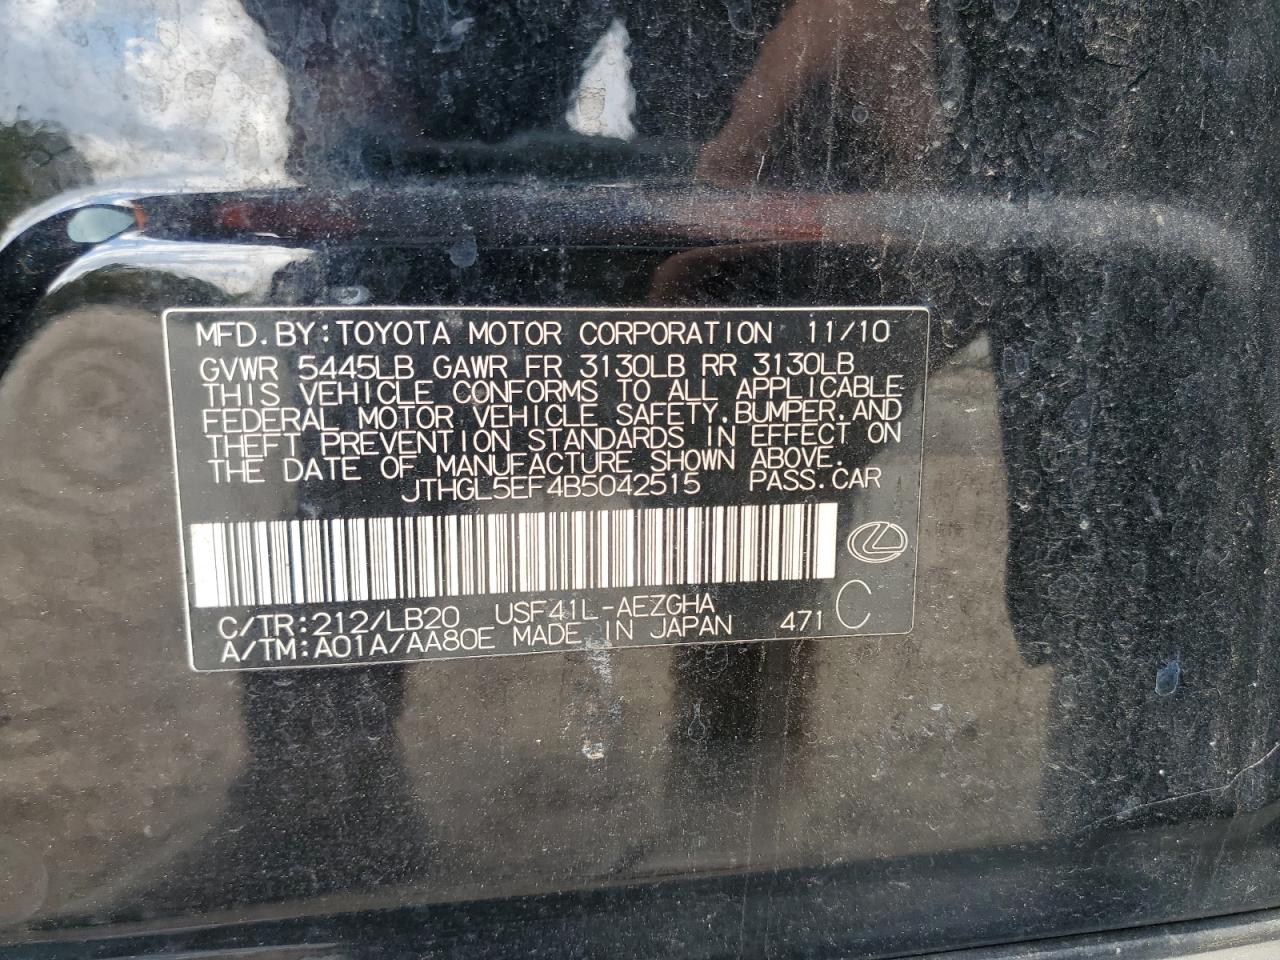 MFD.BY:TOYOTA MOTOR CORPORATION 11/10
GVWR 5445LB GAWR FR 3130LB RR 3130LB
THIS VEHICLE CONFORMS TO ALL APPLICABLE
FEDERAL MOTOR VEHICLE SAFETY,BUMPER,AND
THEFT PREVENTION STANDARDS IN EFFECT ON
THE DATE OF MANUFACTURE SHOWN ABOVE.
JTHGL5EF4B5042515 PASS.CAR
C/TR:212/LB20 USF41L-AEZGHA
A/TM:A01A/AA80E MADE IN JAPAN 471 C